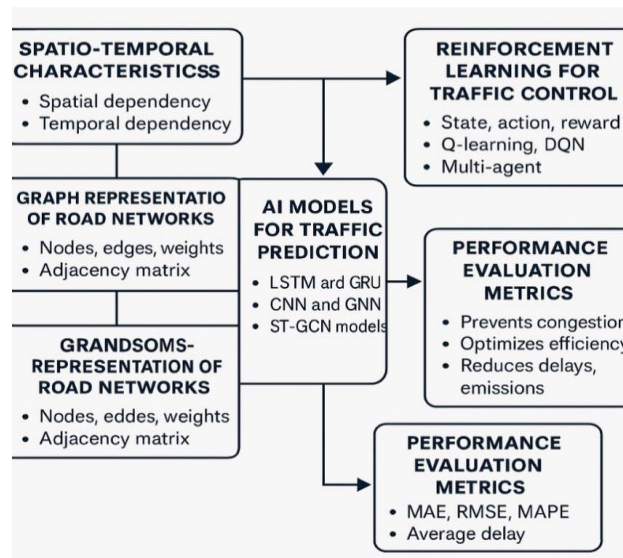 SPATIO-TEMPORAL
CHARACTERISTICSS
• Spatial dependency
• Temporal dependency
REINFORCEMENT
LEARNING FOR
TRAFFIC CONTROL
• State, action, reward
• Q-learning, DQN
• Multi-agent
GRAPH REPRESENTATIO
OF ROAD NETWORKS
• Nodes, edges, weights
• Adjacency matrix
AI MODELS
FOR TRAFFIC
PREDICTION
• LSTM ard GRU
• CNN and GNN
• ST-GCN models
PERFORMANCE
EVALUATION
METRICS
• Prevents congestion
• Optimizes efficiency
• Reduces delays,
emissions
GRANDSOMS-
REPRESENTATION OF
ROAD NETWORKS
• Nodes, eddes, weights
• Adjacency matrix
PERFORMANCE
EVALUATION
METRICS
• MAE, RMSE, MAPE
• Average delay